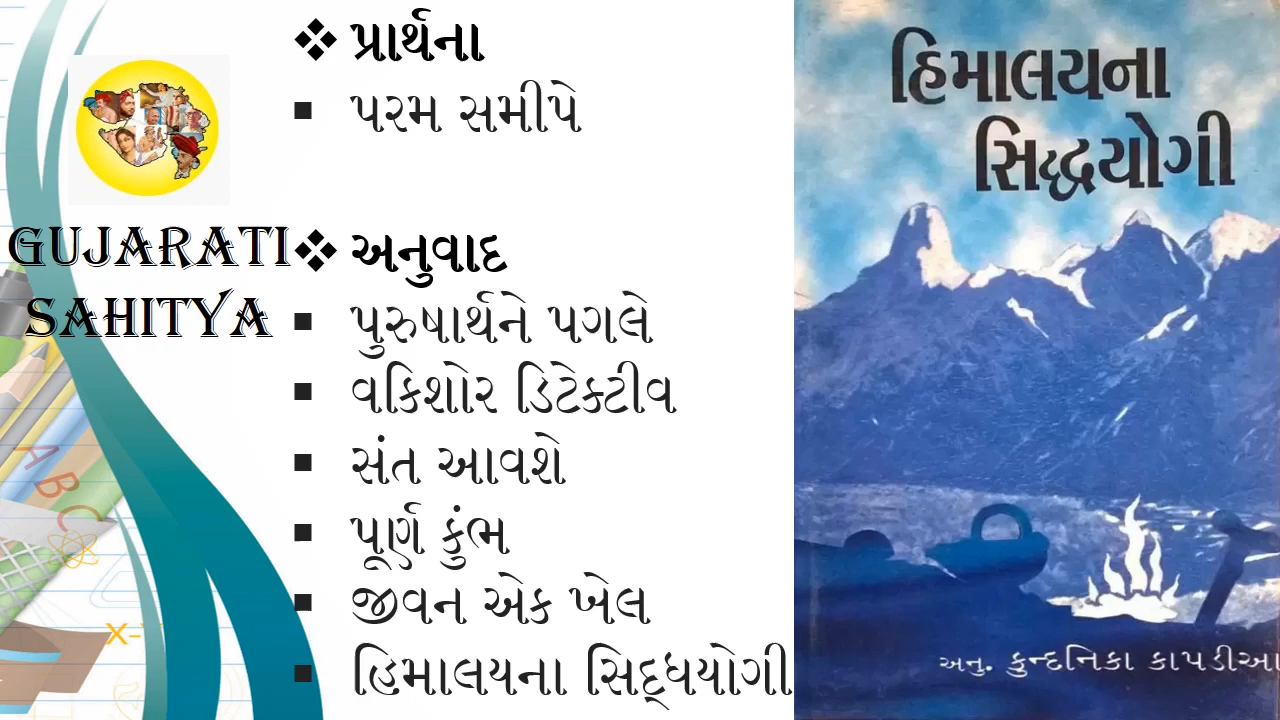 GUJARATI
SAHITYA
❖ પ્રાર્થના
▪ પરમ સમીપે
❖ અનુવાદ
▪ પુરુષાર્થને પગલે
▪ વકિશોર ડિટેક્ટીવ
▪ સંત આવશે
▪ પૂર્ણ કુંભ
▪ જીવન એક ખેલ
▪ હિમાલયના સિદ્ધયોગી
હિમાલયના
સિદ્ધયોગી
અનુ. કુન્દનિકા કાપડીઆ
A B C
X-